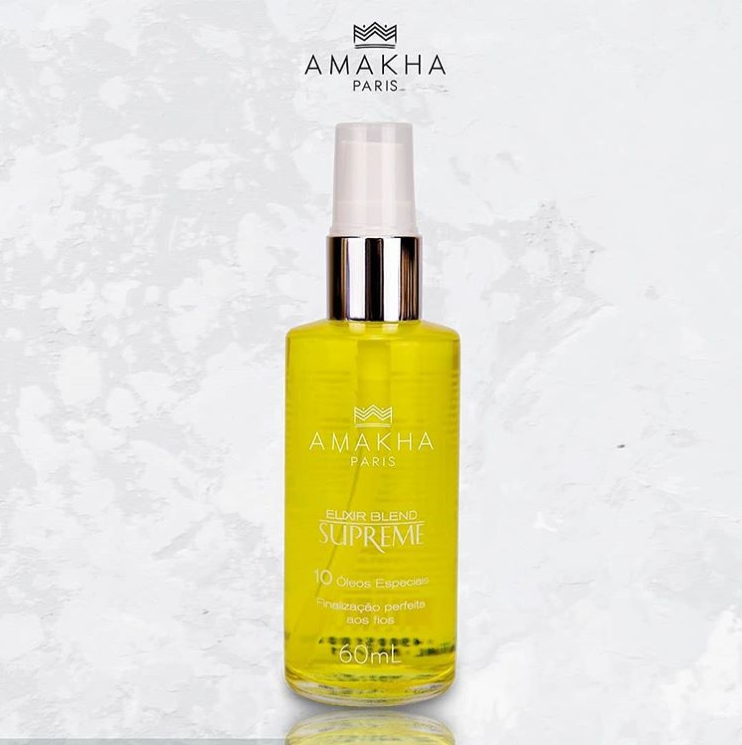 AMAKHA
PARIS
AMAKHA
PARIS
ELIXIR BLEND
SUPREME
10 Óleos Especiais
Finalização perfeita
aos fios
60mL